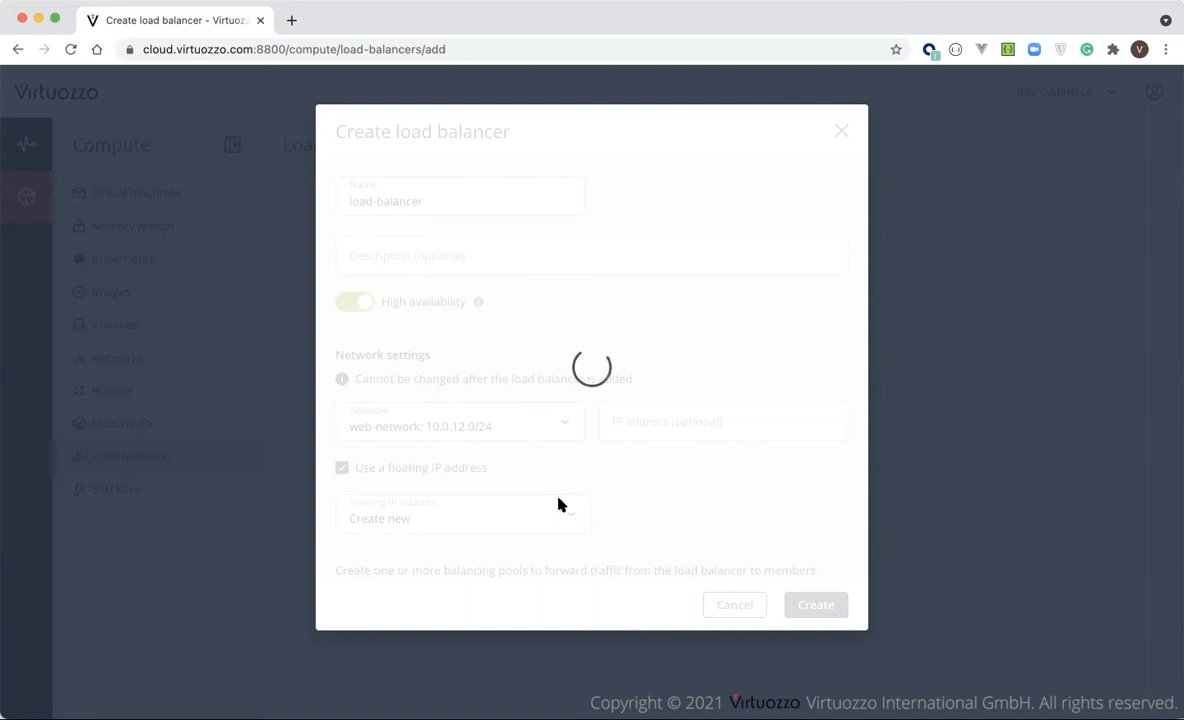 Create load balancer - Virtuozz
cloud.virtuozzo.com:8800/compute/load-balancers/add
V
Virtuozzo
david.klausce
Compute
Loa
Virtual machines
Security groups
Kubernetes
Images
Volumes
Networks
Routers
Floating IPs
Load balancers
SSH keys
Create load balancer
Name
load-balancer
Description (optional)
High availability
Network settings
Cannot be changed after the load balancer is added
Network
web-network: 10.0.12.0/24
IP address (optional)
Use a floating IP address
Floating IP address
Create new
Create one or more balancing pools to forward traffic from the load balancer to members.
Cancel
Create
Copyright © 2021 Virtuozzo Virtuozzo International GmbH. All rights reserved.